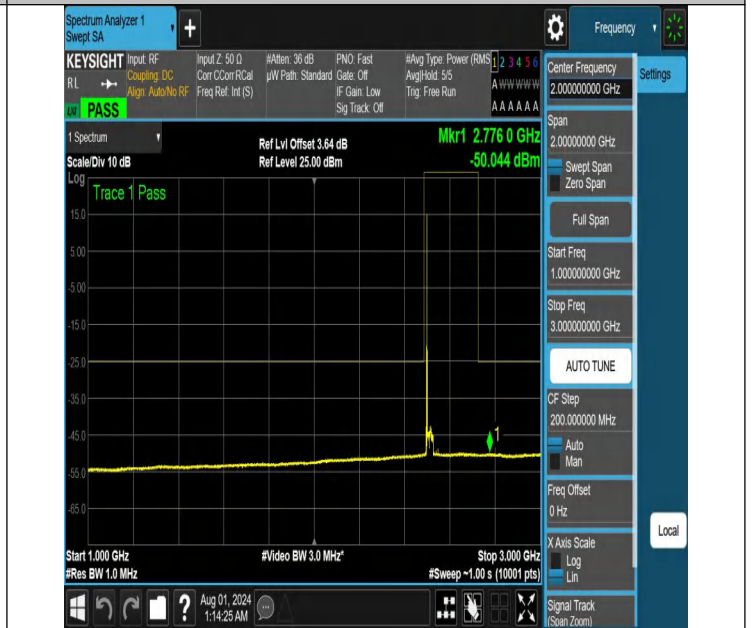 Spectrum Analyzer 1
Swept SA
+
Frequency
KEYSIGHT
RL
LXI
PASS
Input: RF
Coupling: DC
Align: Auto/No RF
Input Z: 50 Ω
Corr CCorr RCal
Freq Ref: Int (S)
#Atten: 36 dB
µW Path: Standard
PNO: Fast
Gate: Off
IF Gain: Low
Sig Track: Off
#Avg Type: Power (RMS
Avg|Hold: 5/5
Trig: Free Run
1 2 3 4 5 6
A W W W W W
A A A A A A
1 Spectrum
Scale/Div 10 dB
Ref Lvl Offset 3.64 dB
Ref Level 25.00 dBm
Mkr1 2.776 0 GHz
-50.044 dBm
Log
Trace 1 Pass
15.0
5.00
-5.00
-15.0
-25.0
-35.0
-45.0
-55.0
-65.0
1
Start 1.000 GHz
#Res BW 1.0 MHz
#Video BW 3.0 MHz*
Stop 3.000 GHz
#Sweep ~1.00 s (10001 pts)
Center Frequency
2.000000000 GHz
Settings
Span
2.00000000 GHz
Swept Span
Zero Span
Full Span
Start Freq
1.000000000 GHz
Stop Freq
3.000000000 GHz
AUTO TUNE
CF Step
200.000000 MHz
Auto
Man
Freq Offset
0 Hz
X Axis Scale
Log
Lin
Local
Signal Track
(Span Zoom)
?
Aug 01, 2024
1:14:25 AM